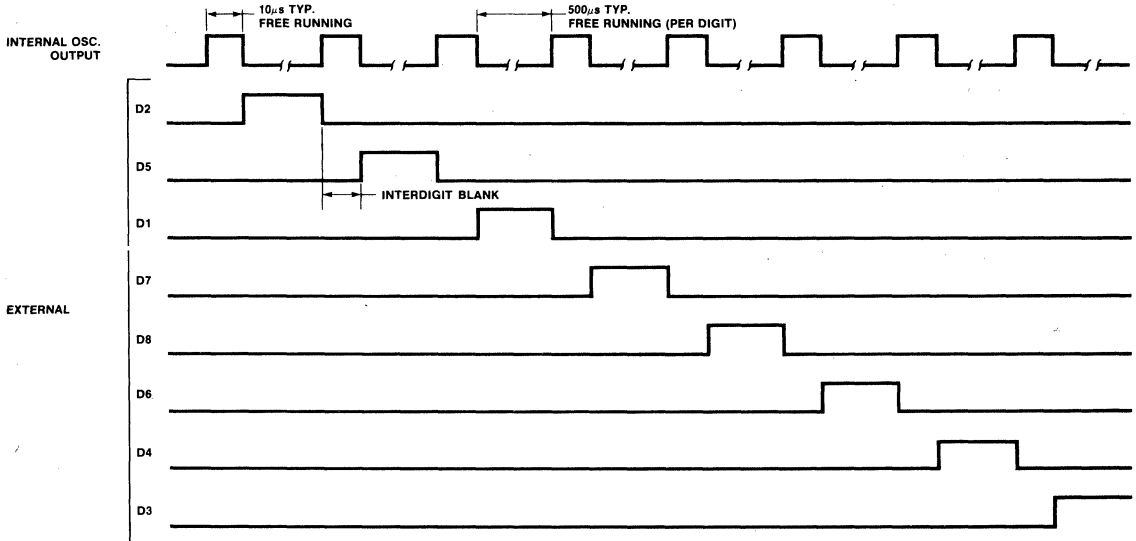 10μs TYP.
FREE RUNNING
500μs TYP.
FREE RUNNING (PER DIGIT)
INTERNAL OSC.
OUTPUT
D2
D5
INTERDIGIT BLANK
D1
D7
EXTERNAL
D8
D6
D4
D3